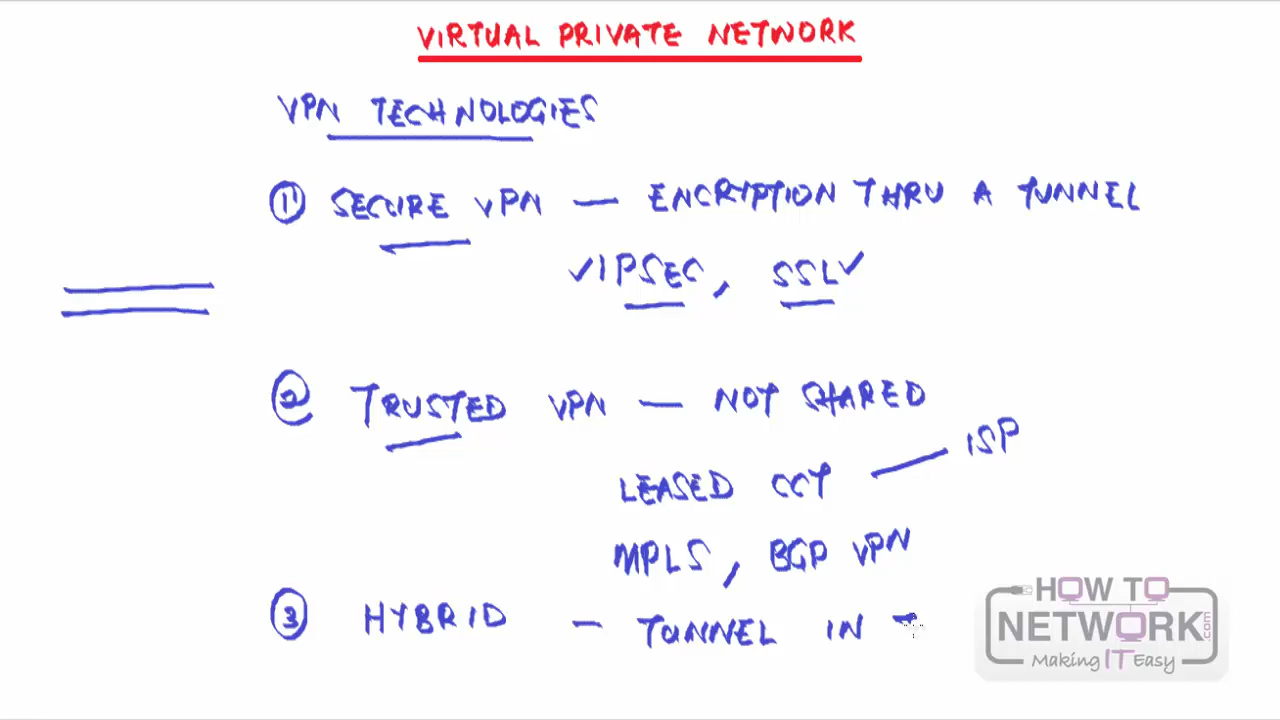 VIRTUAL PRIVATE NETWORK
VPN TECHNOLOGIES
1 SECURE VPN — ENCRYPTION THRU A TUNNEL
✓IPSEC, SSL✓
2 TRUSTED VPN — NOT SHARED
LEASED CCT — ISP
MPLS, BGP VPN
3 HYBRID - TUNNEL IN
HOW TO
NETWORK.com
Making IT Easy